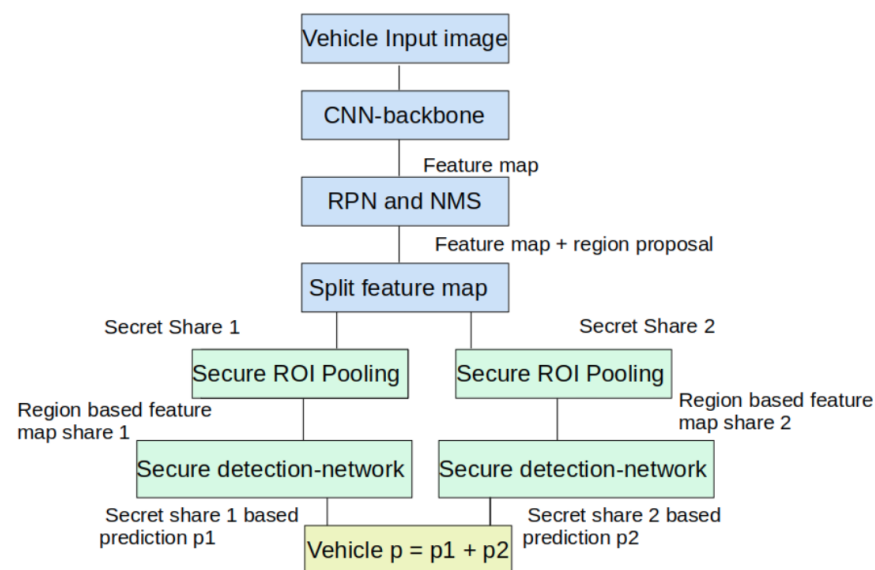 Vehicle Input image
CNN-backbone
Feature map
RPN and NMS
Feature map + region proposal
Split feature map
Secret Share 1
Secret Share 2
Secure ROI Pooling
Secure ROI Pooling
Region based feature
map share 1
Region based feature
map share 2
Secure detection-network
Secure detection-network
Secret share 1 based
prediction p1
Secret share 2 based
prediction p2
Vehicle p = p1 + p2